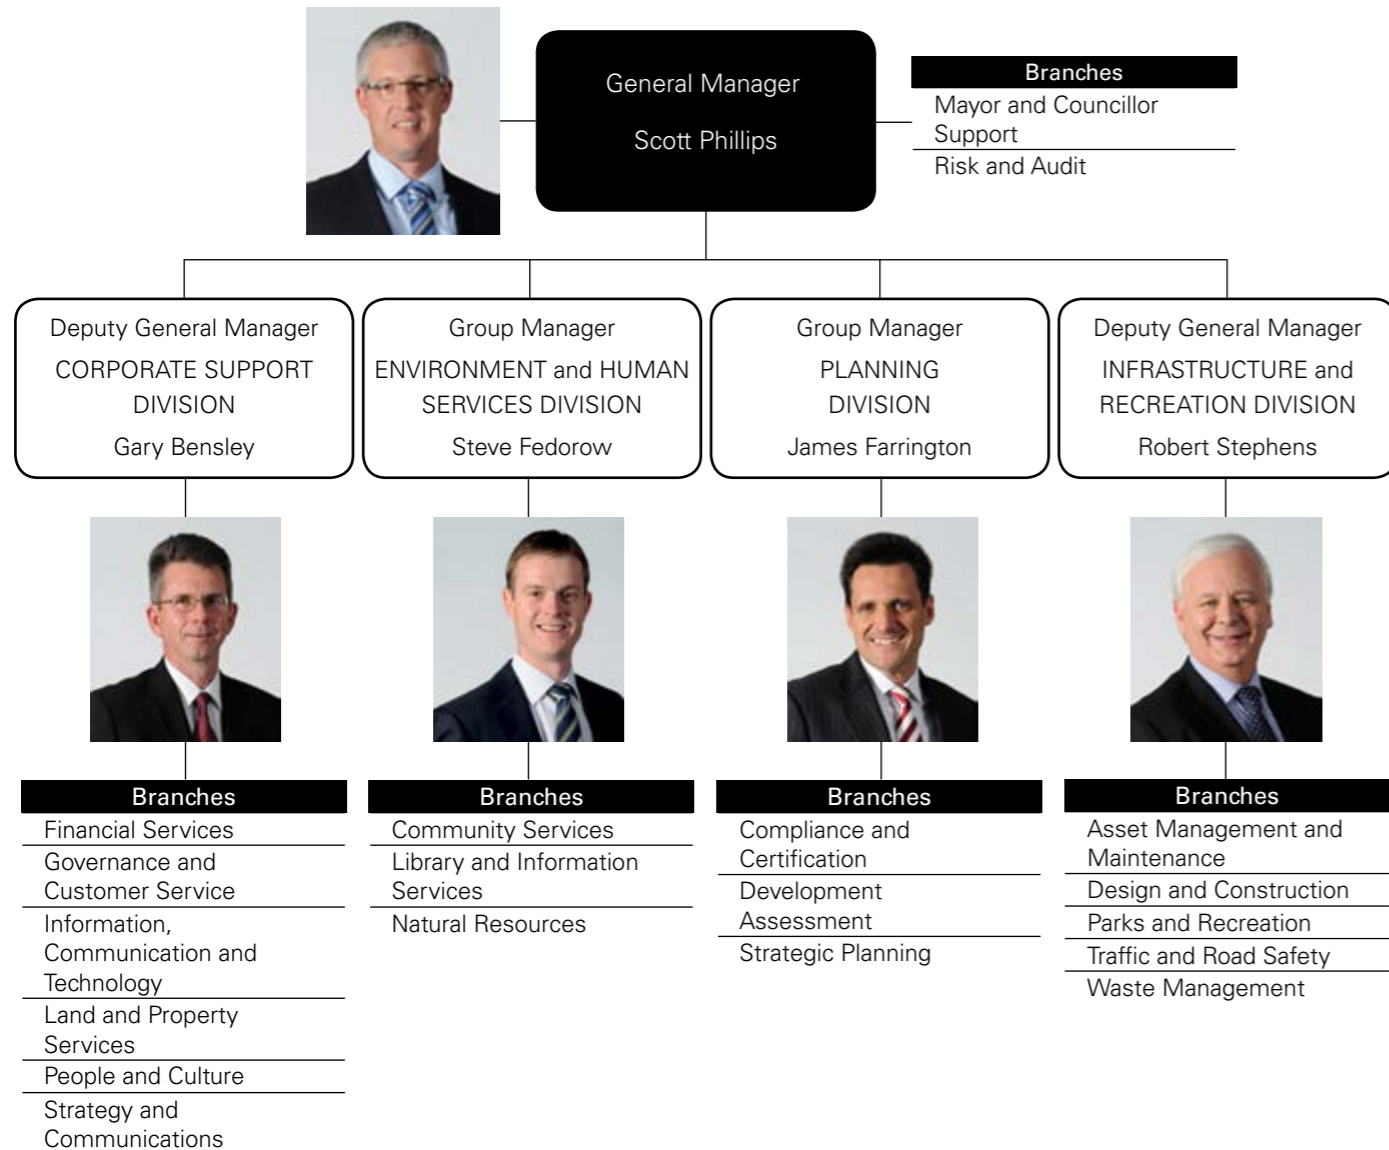 General Manager
Scott Phillips
Branches
Mayor and Councillor
Support
Risk and Audit
Deputy General Manager
CORPORATE SUPPORT
DIVISION
Gary Bensley
Group Manager
ENVIRONMENT and HUMAN
SERVICES DIVISION
Steve Fedorow
Group Manager
PLANNING
DIVISION
James Farrington
Deputy General Manager
INFRASTRUCTURE and
RECREATION DIVISION
Robert Stephens
Branches
Financial Services
Governance and
Customer Service
Information,
Communication and
Technology
Land and Property
Services
People and Culture
Strategy and
Communications
Branches
Community Services
Library and Information
Services
Natural Resources
Branches
Compliance and
Certification
Development
Assessment
Strategic Planning
Branches
Asset Management and
Maintenance
Design and Construction
Parks and Recreation
Traffic and Road Safety
Waste Management